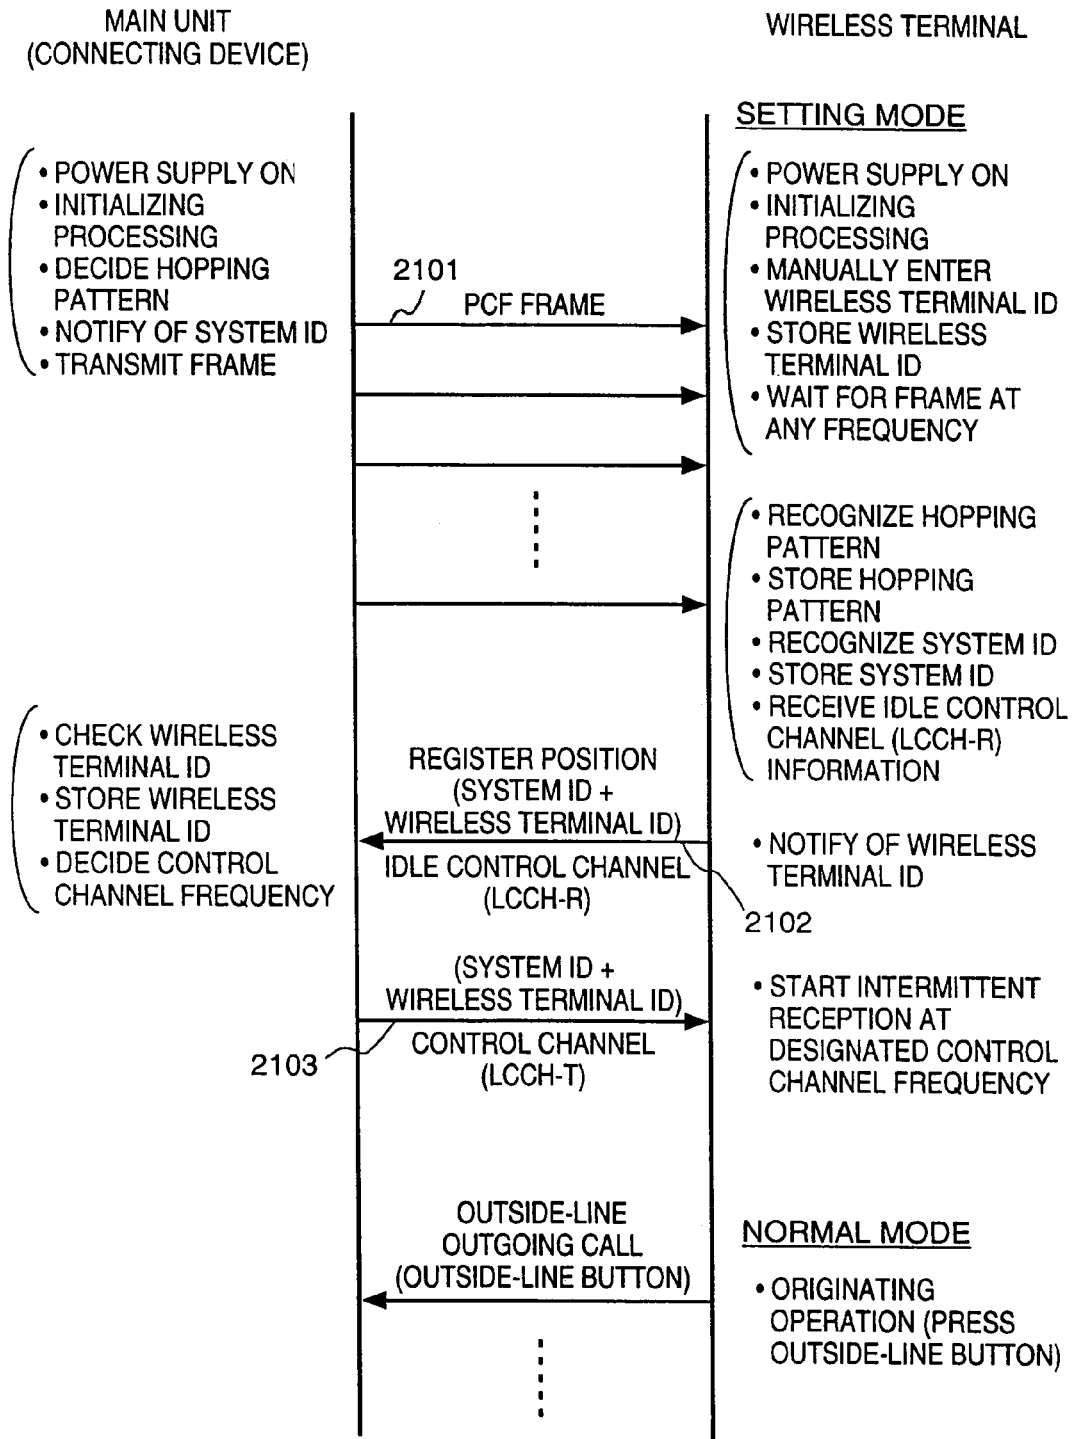 MAIN UNIT
(CONNECTING DEVICE)
WIRELESS TERMINAL
SETTING MODE
• POWER SUPPLY ON
• INITIALIZING
PROCESSING
• DECIDE HOPPING
PATTERN
• NOTIFY OF SYSTEM ID
• TRANSMIT FRAME
2101
PCF FRAME
• POWER SUPPLY ON
• INITIALIZING
PROCESSING
• MANUALLY ENTER
WIRELESS TERMINAL ID
• STORE WIRELESS
TERMINAL ID
• WAIT FOR FRAME AT
ANY FREQUENCY
• RECOGNIZE HOPPING
PATTERN
• STORE HOPPING
PATTERN
• RECOGNIZE SYSTEM ID
• STORE SYSTEM ID
• RECEIVE IDLE CONTROL
CHANNEL (LCCH-R)
INFORMATION
• CHECK WIRELESS
TERMINAL ID
• STORE WIRELESS
TERMINAL ID
• DECIDE CONTROL
CHANNEL FREQUENCY
REGISTER POSITION
(SYSTEM ID +
WIRELESS TERMINAL ID)
IDLE CONTROL CHANNEL
(LCCH-R)
• NOTIFY OF WIRELESS
TERMINAL ID
2102
(SYSTEM ID +
WIRELESS TERMINAL ID)
2103
CONTROL CHANNEL
(LCCH-T)
• START INTERMITTENT
RECEPTION AT
DESIGNATED CONTROL
CHANNEL FREQUENCY
OUTSIDE-LINE
OUTGOING CALL
(OUTSIDE-LINE BUTTON)
NORMAL MODE
• ORIGINATING
OPERATION (PRESS
OUTSIDE-LINE BUTTON)